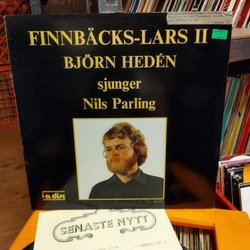 FINNBÄCKS-LARS II
BJÖRN HEDÉN
sjunger
Nils Parling
a disc
SENASTE NYTT